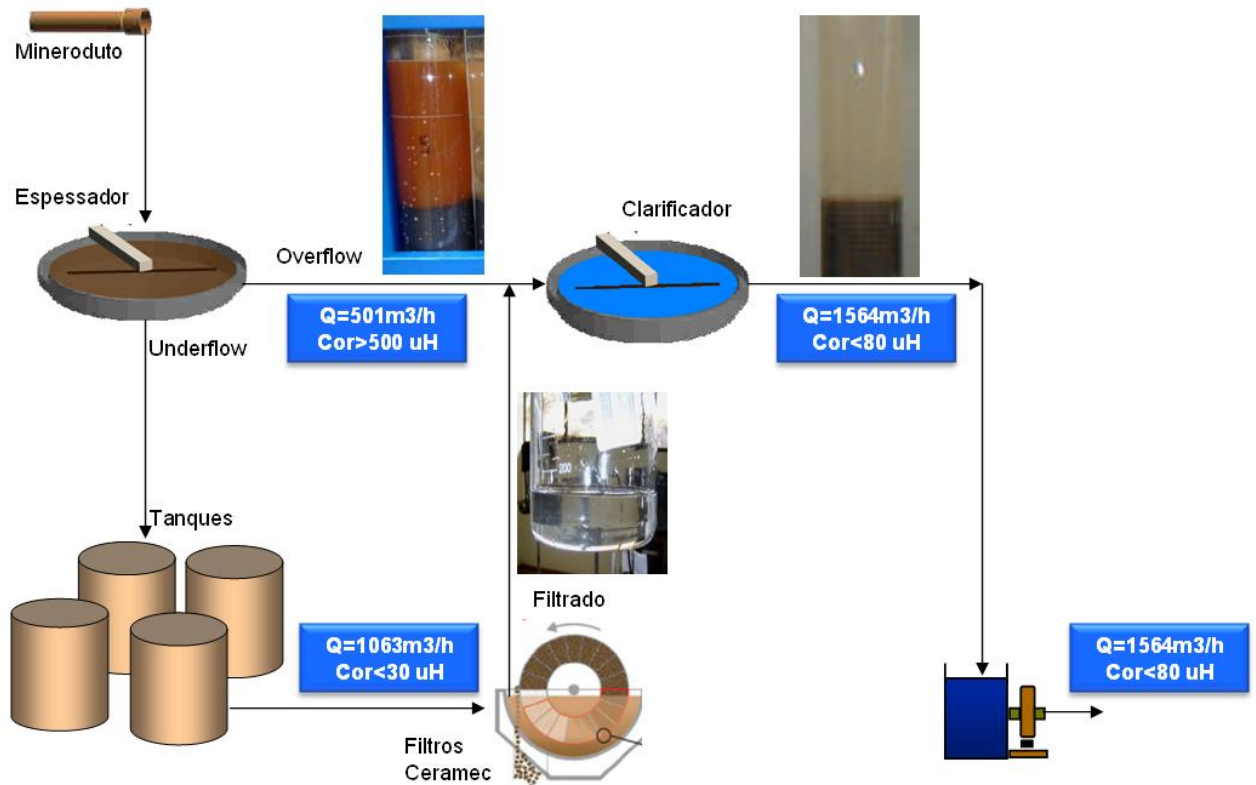 Mineroduto
Espessador
Overflow
Clarificador
Q=501m3/h
Cor>500 uH
Q=1564m3/h
Cor<80 uH
Underflow
200
Tanques
Filtrado
Q=1063m3/h
Cor<30 uH
Q=1564m3/h
Cor<80 uH
Filtros
Ceramec